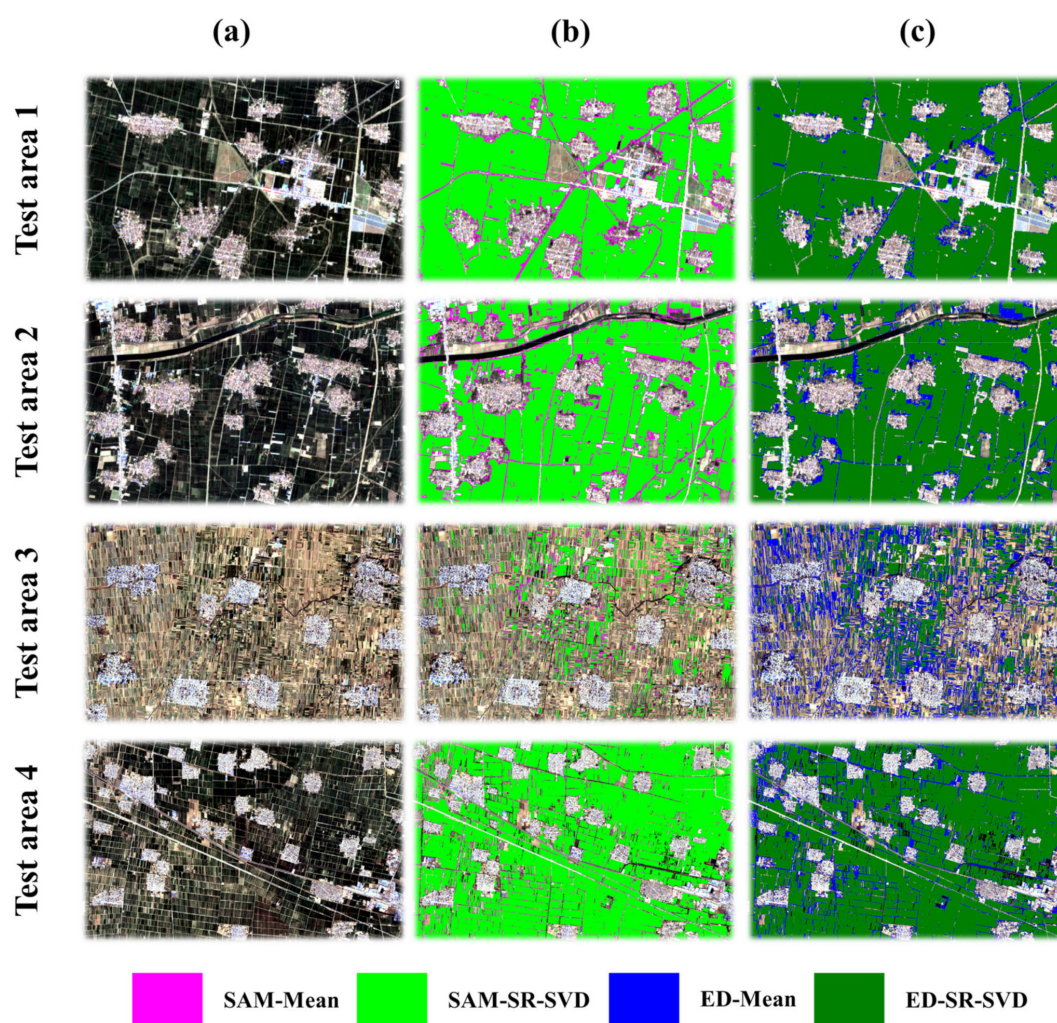 (a) (b) (c)
Test area 1
Test area 2
Test area 3
Test area 4
SAM-Mean SAM-SR-SVD ED-Mean ED-SR-SVD